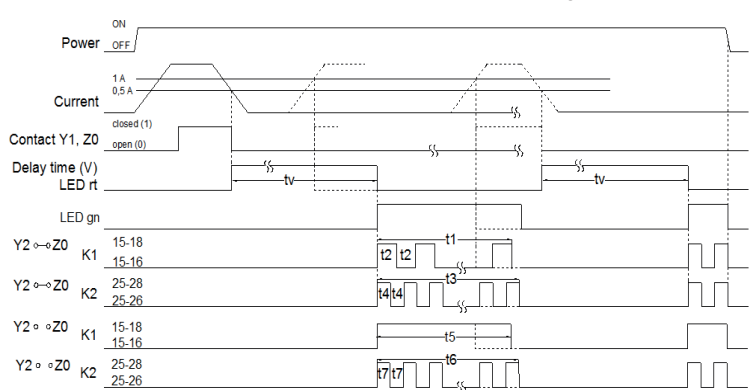 ON
Power OFF
1 A
0,5 A
Current
closed (1)
Contact Y1, Z0 open (0)
Delay time (V)
LED rt
tv tv
LED gn
Y2 Z0 K1 15-18 t1
15-16 t2 t2
Y2 Z0 K2 25-28 t3
25-26 t4 t4
Y2 Z0 K1 15-18
15-16 t5
Y2 Z0 K2 25-28 t6
25-26 t7 t7